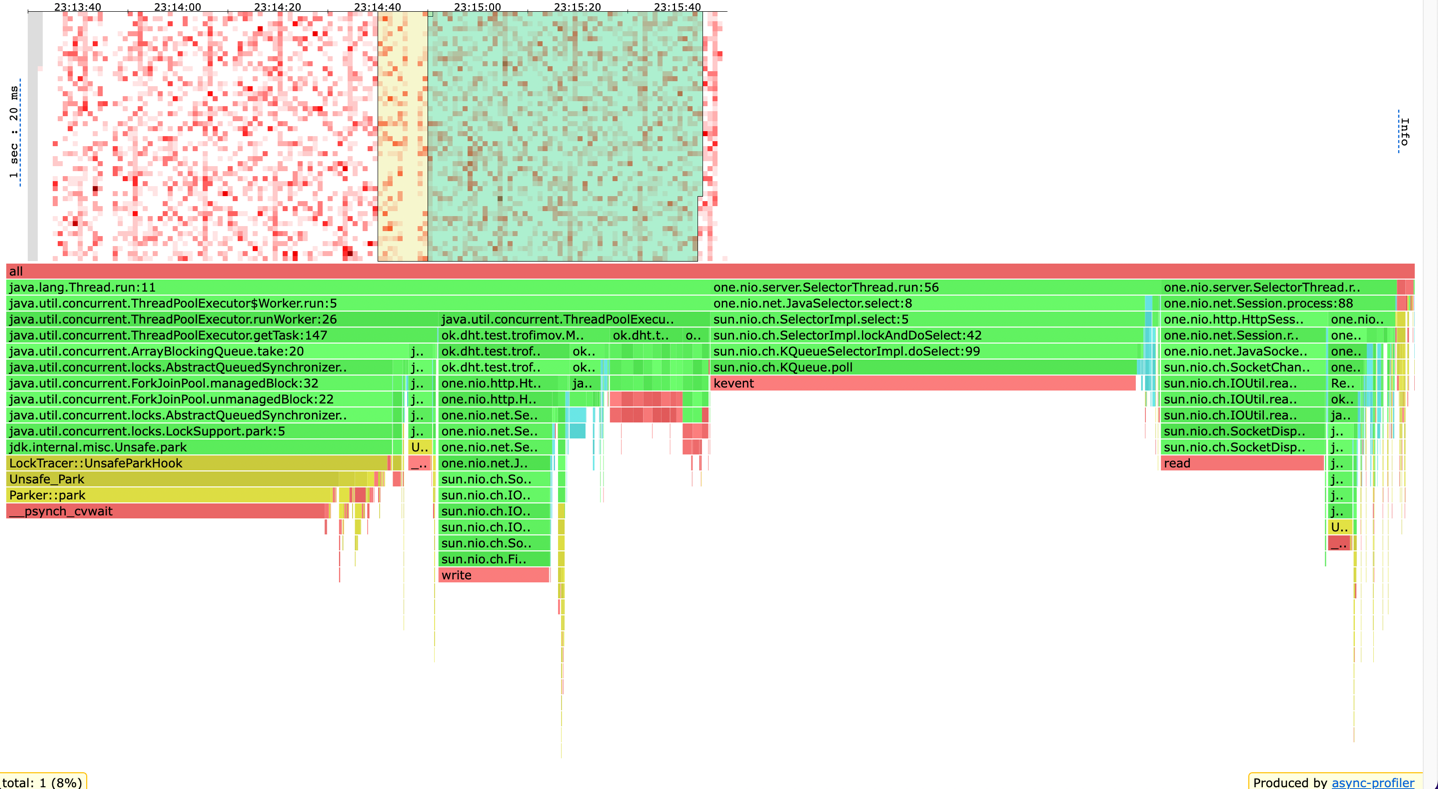 23:13:40 23:14:00 23:14:20 23:14:40 23:15:00 23:15:20 23:15:40
1 sec : 20 ms
Info
all
java.lang.Thread.run:11 one.nio.server.SelectorThread.run:56 one.nio.server.SelectorThread.r..
java.util.concurrent.ThreadPoolExecutor$Worker.run:5 one.nio.net.JavaSelector.select:8 one.nio.net.Session.process:88
java.util.concurrent.ThreadPoolExecutor.runWorker:26 java.util.concurrent.ThreadPoolExecu.. sun.nio.ch.SelectorImpl.select:5 one.nio.http.HttpSess.. one.nio..
java.util.concurrent.ThreadPoolExecutor.getTask:147 ok.dht.test.trofimov.M.. ok.dht.t.. o.. sun.nio.ch.SelectorImpl.lockAndDoSelect:42 one.nio.net.Session.r.. one..
java.util.concurrent.ArrayBlockingQueue.take:20 j.. ok.dht.test.trof.. ok.. sun.nio.ch.KQueueSelectorImpl.doSelect:99 one.nio.net.JavaSocke.. one..
java.util.concurrent.locks.AbstractQueuedSynchronizer.. j.. ok.dht.test.trof.. ok.. sun.nio.ch.KQueue.poll sun.nio.ch.SocketChan.. one..
java.util.concurrent.ForkJoinPool.managedBlock:32 j.. one.nio.http.Ht.. ja.. kevent sun.nio.ch.IOUtil.rea.. Re..
java.util.concurrent.ForkJoinPool.unmanagedBlock:22 j.. one.nio.http.H.. sun.nio.ch.IOUtil.rea.. ok..
java.util.concurrent.locks.AbstractQueuedSynchronizer.. j.. one.nio.net.Se.. sun.nio.ch.IOUtil.rea.. ja..
java.util.concurrent.locks.LockSupport.park:5 j.. one.nio.net.Se.. sun.nio.ch.SocketDisp.. j..
jdk.internal.misc.Unsafe.park U.. one.nio.net.Se.. sun.nio.ch.SocketDisp.. j..
LockTracer::UnsafeParkHook _.. one.nio.net.J.. read j..
Unsafe_Park sun.nio.ch.So.. j..
Parker::park sun.nio.ch.IO.. j..
__psynch_cvwait sun.nio.ch.IO.. j..
sun.nio.ch.IO.. U..
sun.nio.ch.So.. _..
sun.nio.ch.Fi..
write
total: 1 (8%)
Produced by async-profiler